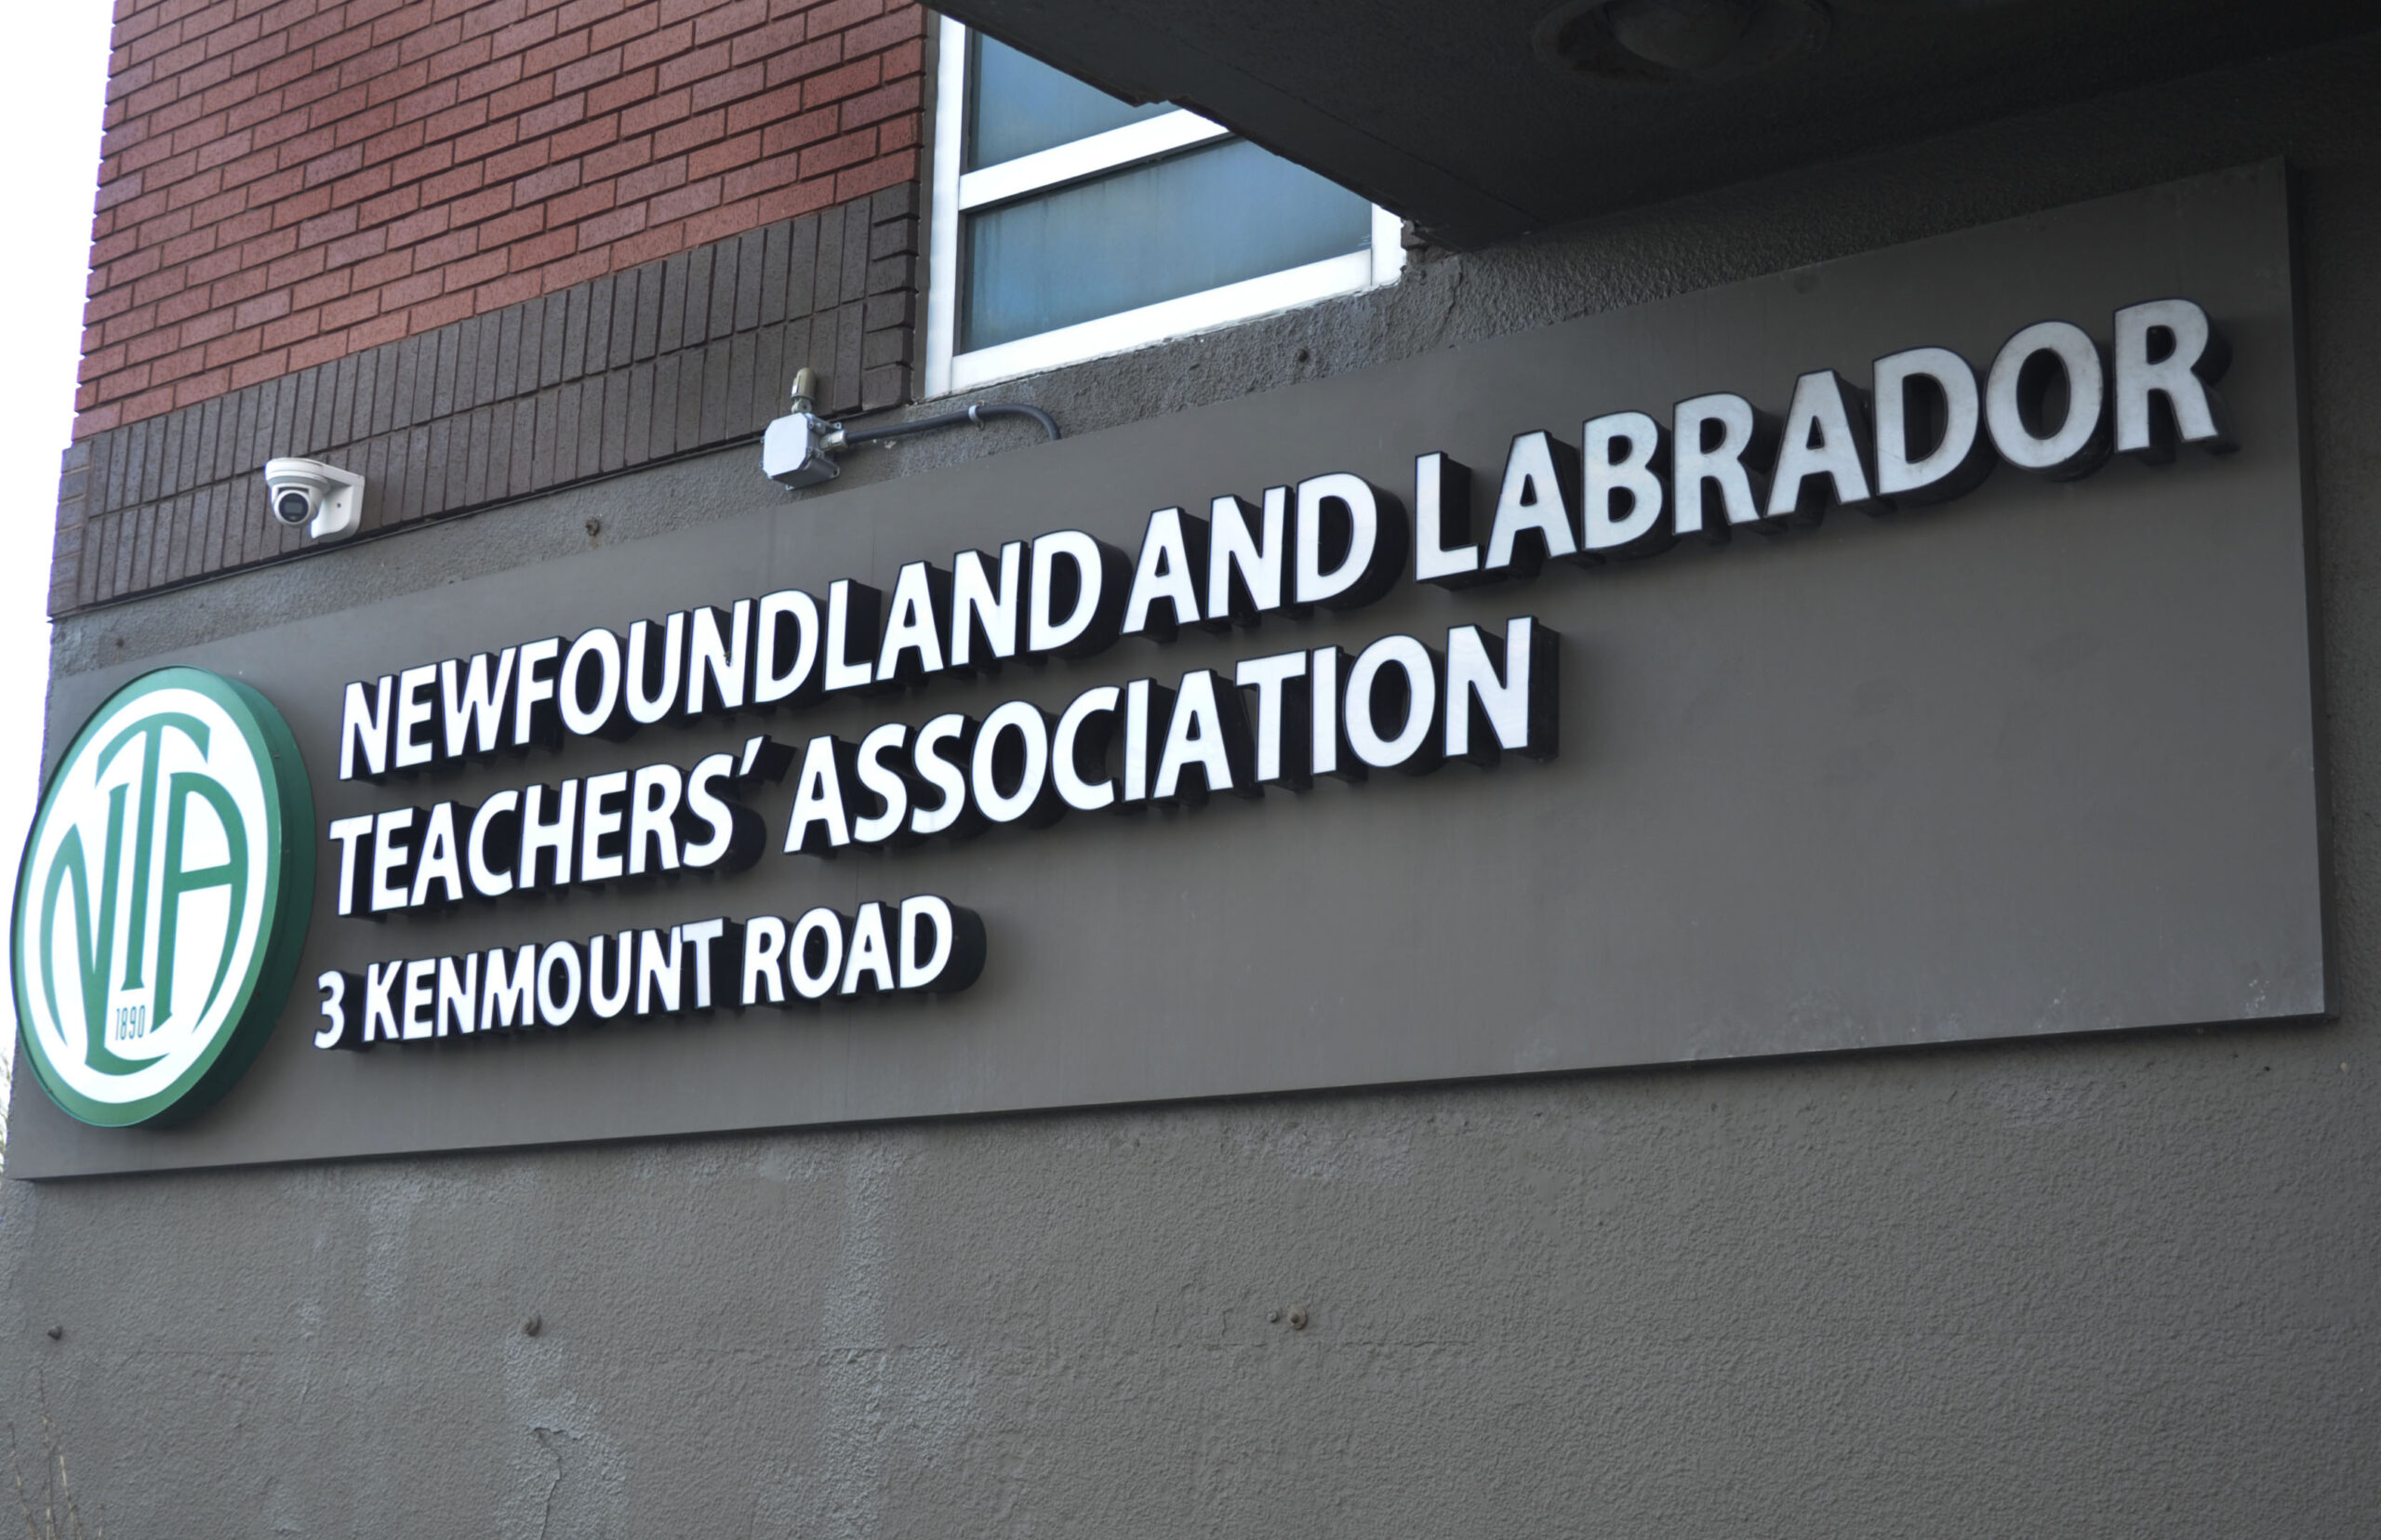 NEWFOUNDLAND AND LABRADOR
TEACHERS' ASSOCIATION
3 KENMOUNT ROAD
NLTA
1890